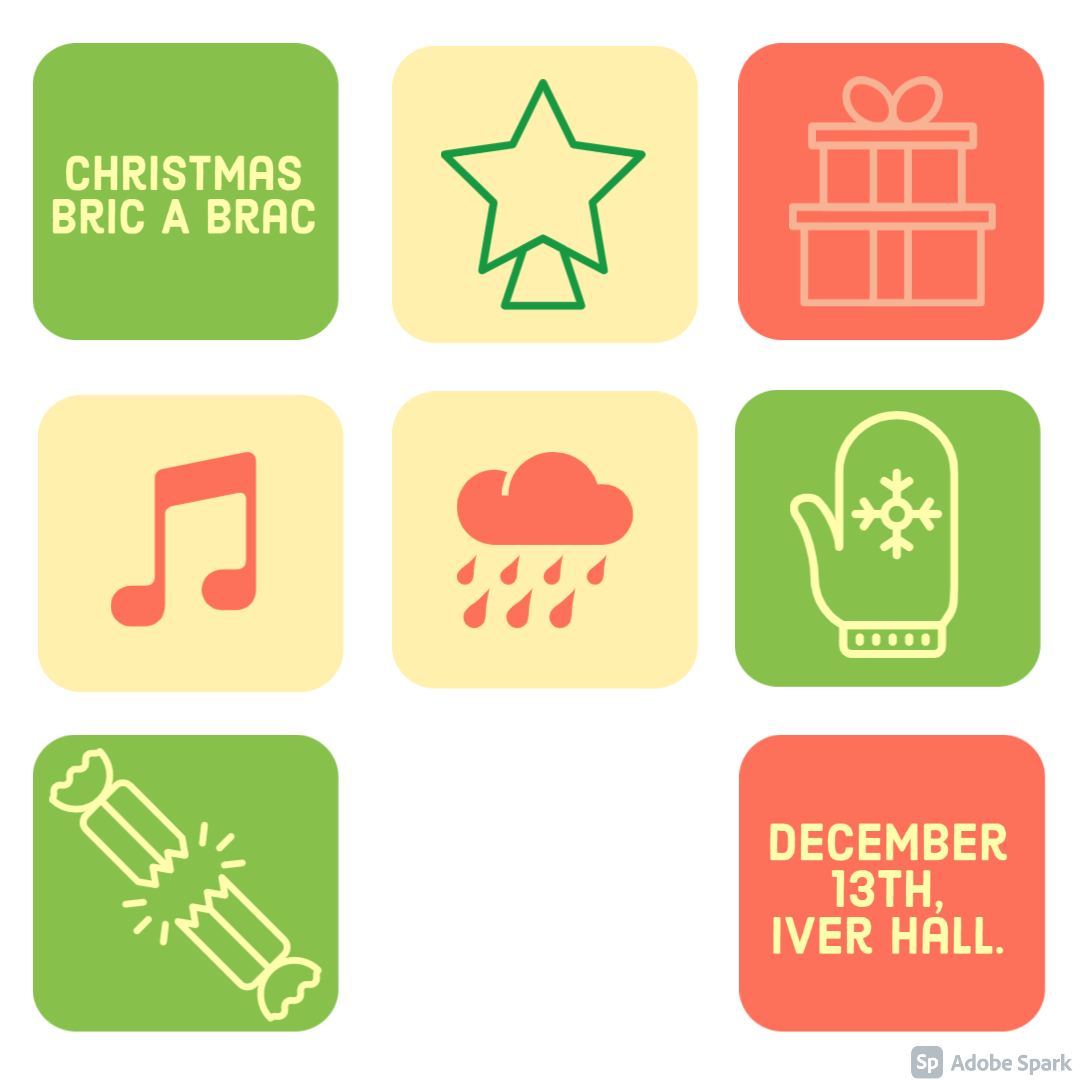 CHRISTMAS
BRIC A BRAC
DECEMBER
13TH,
IVER HALL.
Sp Adobe Spark